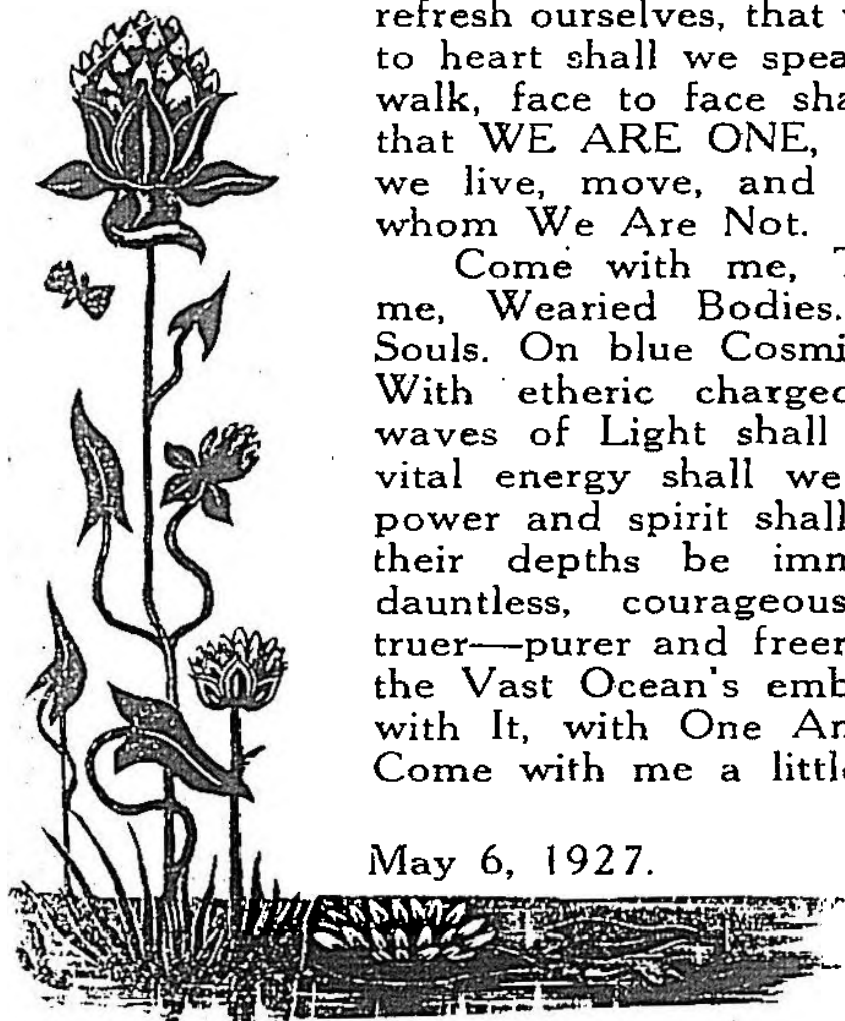 refresh ourselves, that
to heart shall we spea
walk, face to face sha
that WE ARE ONE,
we live, move, and
whom We Are Not.
Come with me,
me, Wearied Bodies.
Souls. On blue Cosmi
With etheric charged
waves of Light shall
vital energy shall we
power and spirit shall
their depths be imm
dauntless, courageous
truer—purer and freer
the Vast Ocean's emb
with It, with One An
Come with me a little
May 6, 1927.